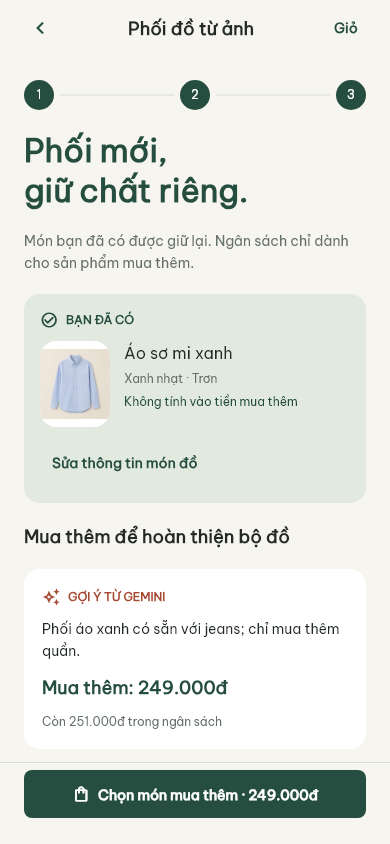 Phối đồ từ ảnh
Giỏ
1
2
3
Phối mới,
giữ chất riêng.
Món bạn đã có được giữ lại. Ngân sách chỉ dành
cho sản phẩm mua thêm.
BẠN ĐÃ CÓ
Áo sơ mi xanh
Xanh nhạt · Trơn
Không tính vào tiền mua thêm
Sửa thông tin món đồ
Mua thêm để hoàn thiện bộ đồ
GỢI Ý TỪ GEMINI
Phối áo xanh có sẵn với jeans; chỉ mua thêm
quần.
Mua thêm: 249.000đ
Còn 251.000đ trong ngân sách
Chọn món mua thêm · 249.000đ